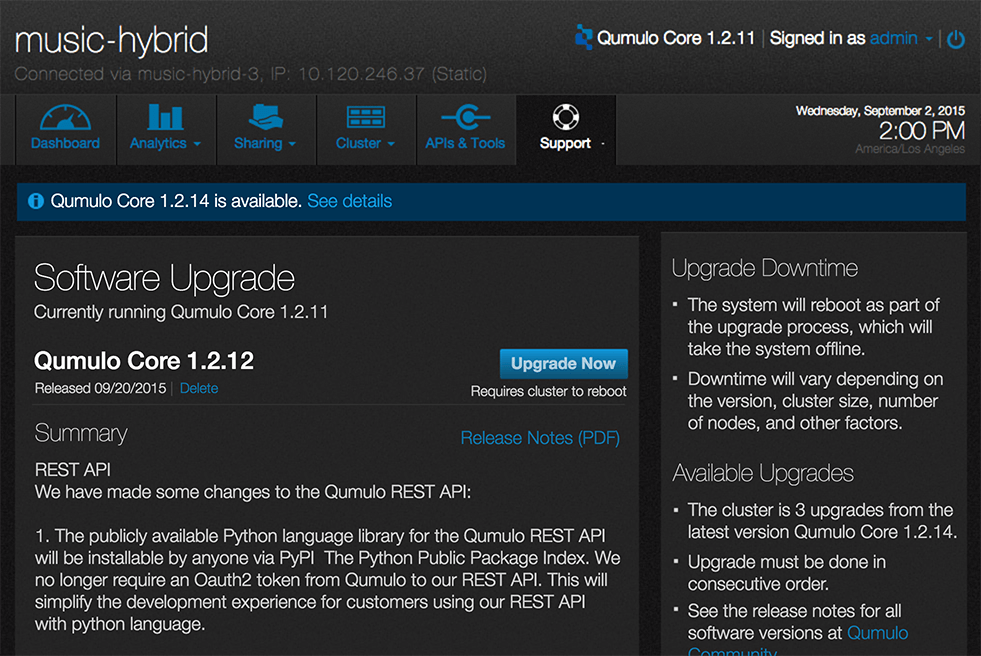 music-hybrid
Qumulo Core 1.2.11 | Signed in as admin
Connected via music-hybrid-3, IP: 10.120.246.37 (Static)
Dashboard
Analytics
Sharing
Cluster
APIs & Tools
Support
Wednesday, September 2, 2015
2:00 PM
America/Los Angeles
Qumulo Core 1.2.14 is available. See details
Software Upgrade
Currently running Qumulo Core 1.2.11
Qumulo Core 1.2.12
Upgrade Now
Released 09/20/2015 | Delete
Requires cluster to reboot
Summary
Release Notes (PDF)
REST API
We have made some changes to the Qumulo REST API:
1. The publicly available Python language library for the Qumulo REST API
will be installable by anyone via PyPI The Python Public Package Index. We
no longer require an Oauth2 token from Qumulo to our REST API. This will
simplify the development experience for customers using our REST API
with python language.
Upgrade Downtime
▪ The system will reboot as part of
the upgrade process, which will
take the system offline.
▪ Downtime will vary depending on
the version, cluster size, number
of nodes, and other factors.
Available Upgrades
▪ The cluster is 3 upgrades from the
latest version Qumulo Core 1.2.14.
▪ Upgrade must be done in
consecutive order.
▪ See the release notes for all
software versions at Qumulo
Community